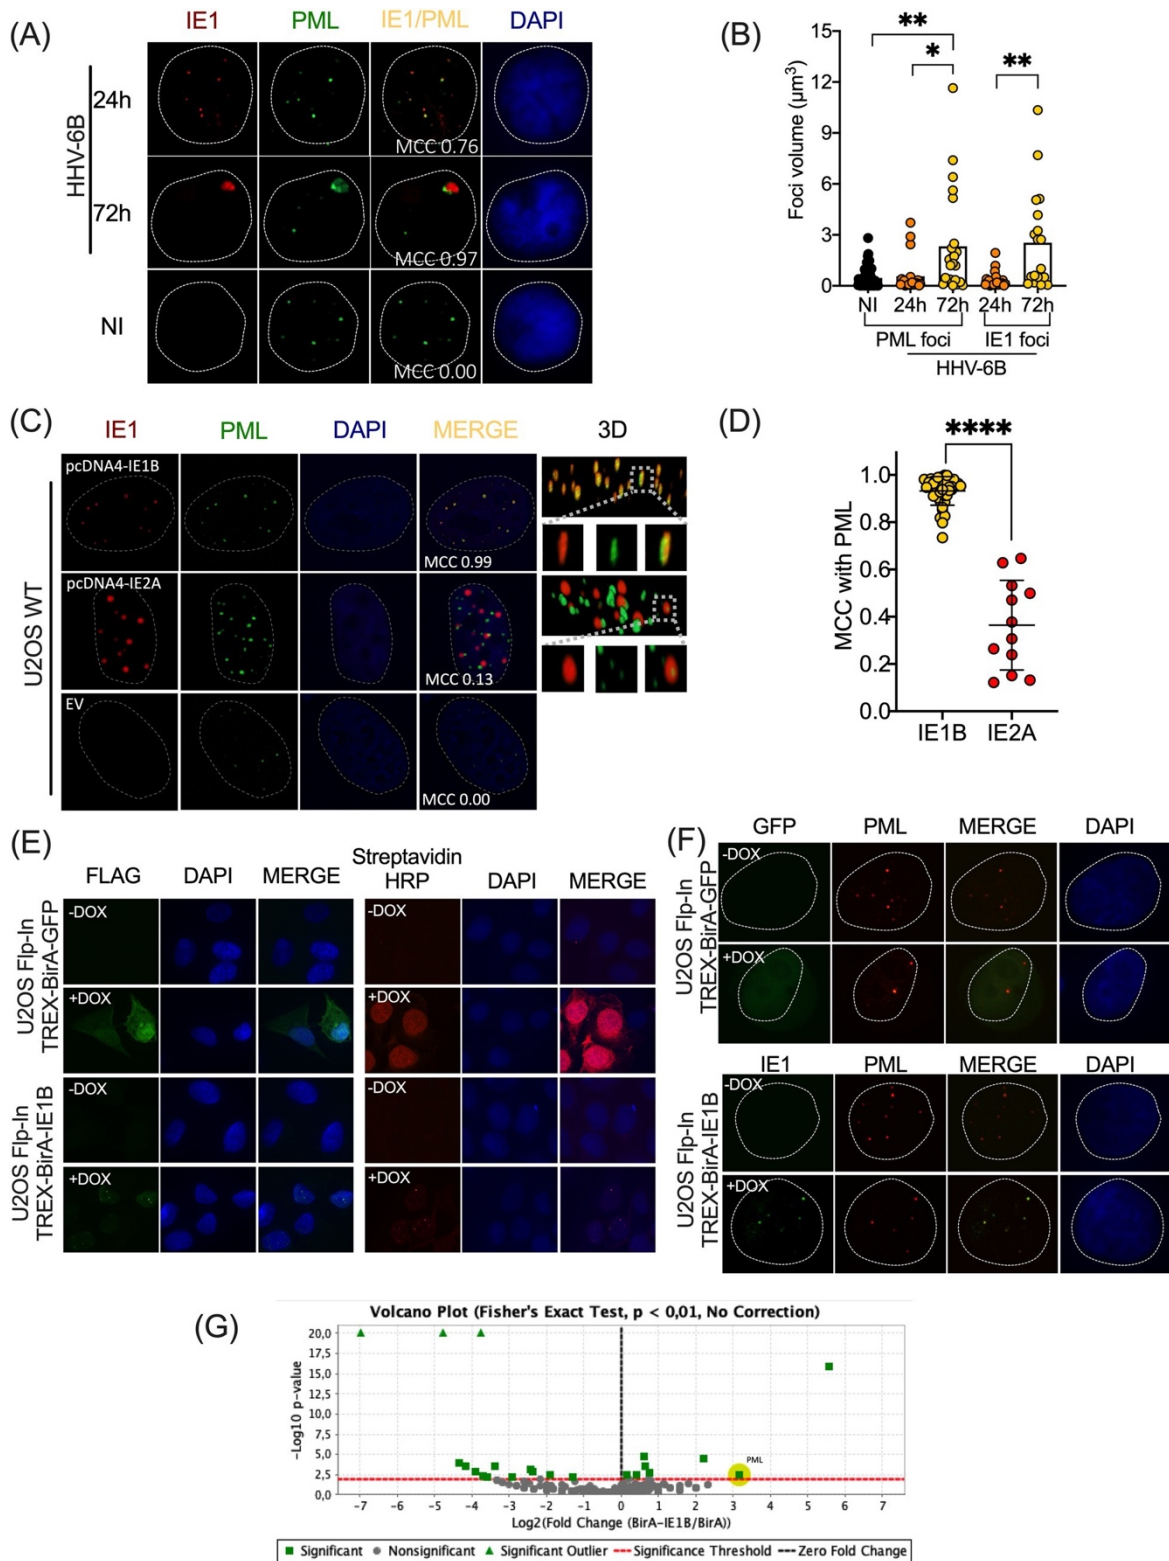 (A)
IE1 PML IE1/PML DAPI
HHV-6B
24h
MCC 0.76
72h
MCC 0.97
NI
MCC 0.00
(B)
Foci volume (µm³)
15
12
9
6
3
0
** * **
NI 24h 72h 24h 72h
PML foci IE1 foci
HHV-6B
(C)
IE1 PML DAPI MERGE 3D
U2OS WT
pcDNA4-IE1B
MCC 0.99
pcDNA4-IE2A
MCC 0.13
EV
MCC 0.00
(D)
****
MCC with PML
1.0
0.8
0.6
0.4
0.2
0.0
IE1B IE2A
(E)
FLAG DAPI MERGE Streptavidin HRP DAPI MERGE
U2OS Flp-In
TREX-BirA-GFP
-DOX -DOX
+DOX +DOX
U2OS Flp-In
TREX-BirA-IE1B
-DOX -DOX
+DOX +DOX
(F)
GFP PML MERGE DAPI
U2OS Flp-In
TREX-BirA-GFP
-DOX
+DOX
IE1 PML MERGE DAPI
U2OS Flp-In
TREX-BirA-IE1B
-DOX
+DOX
(G)
Volcano Plot (Fisher's Exact Test, p < 0,01, No Correction)
-Log10 p-value
20,0
17,5
15,0
12,5
10,0
7,5
5,0
2,5
0,0
PML
-7 -6 -5 -4 -3 -2 -1 0 1 2 3 4 5 6 7
Log2(Fold Change (BirA-IE1B/BirA))
Significant Nonsignificant Significant Outlier Significance Threshold Zero Fold Change